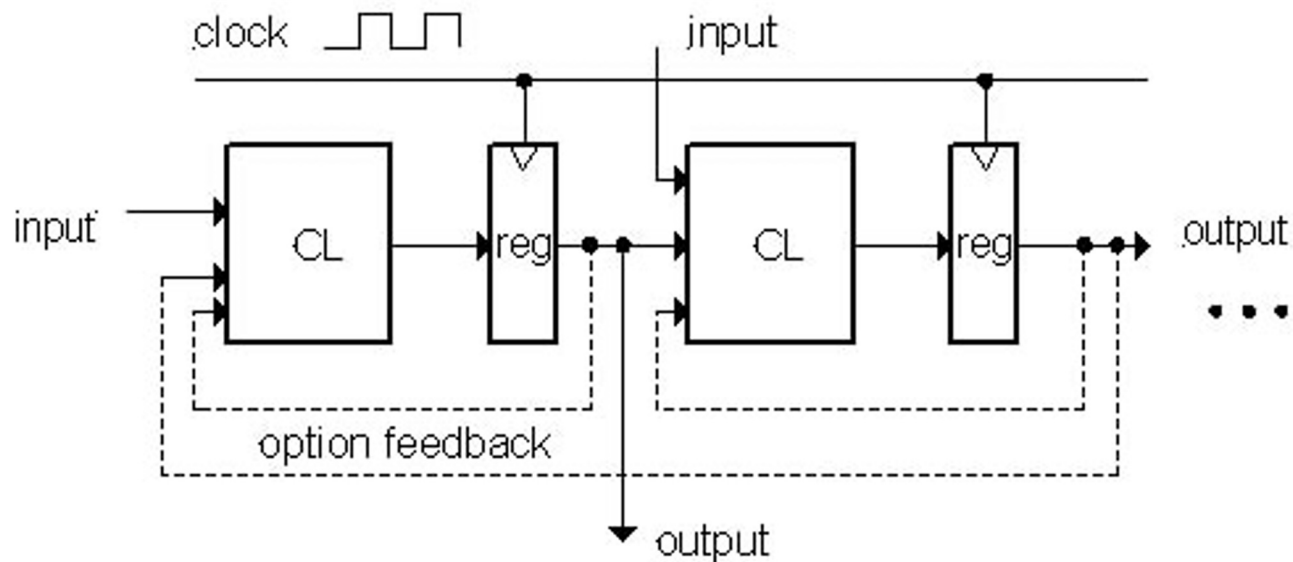 clock
input
input
CL
reg
CL
reg
output
option feedback
output